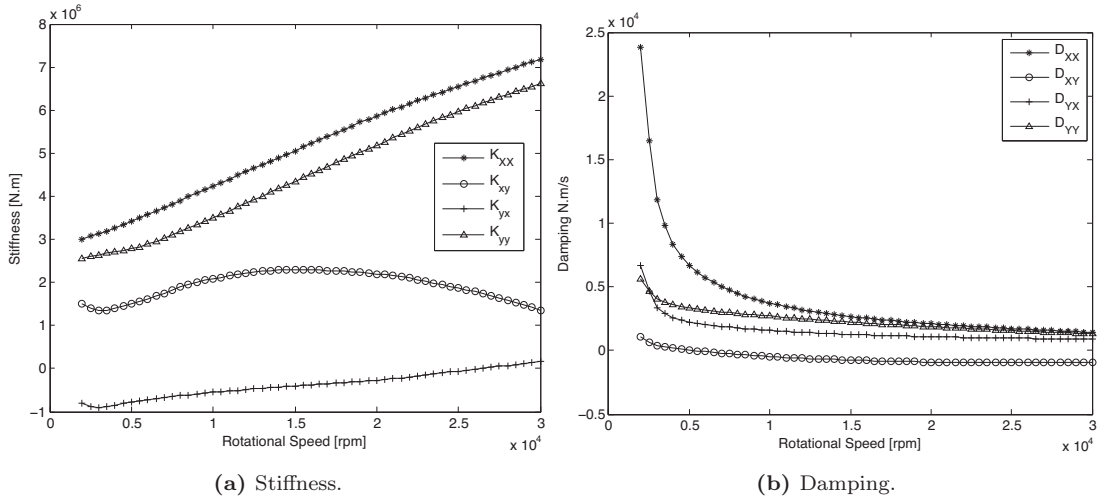 x 10^6
8
7
6
5
4
3
2
1
0
−1
Stiffness [N.m]
K_XX
K_xy
K_yx
K_yy
0 0.5 1 1.5 2 2.5 3
Rotational Speed [rpm]
x 10^4
(a) Stiffness.
x 10^4
2.5
2
1.5
1
0.5
0
−0.5
Damping N.m/s
D_XX
D_XY
D_YX
D_YY
0 0.5 1 1.5 2 2.5 3
Rotational Speed [rpm]
x 10^4
(b) Damping.